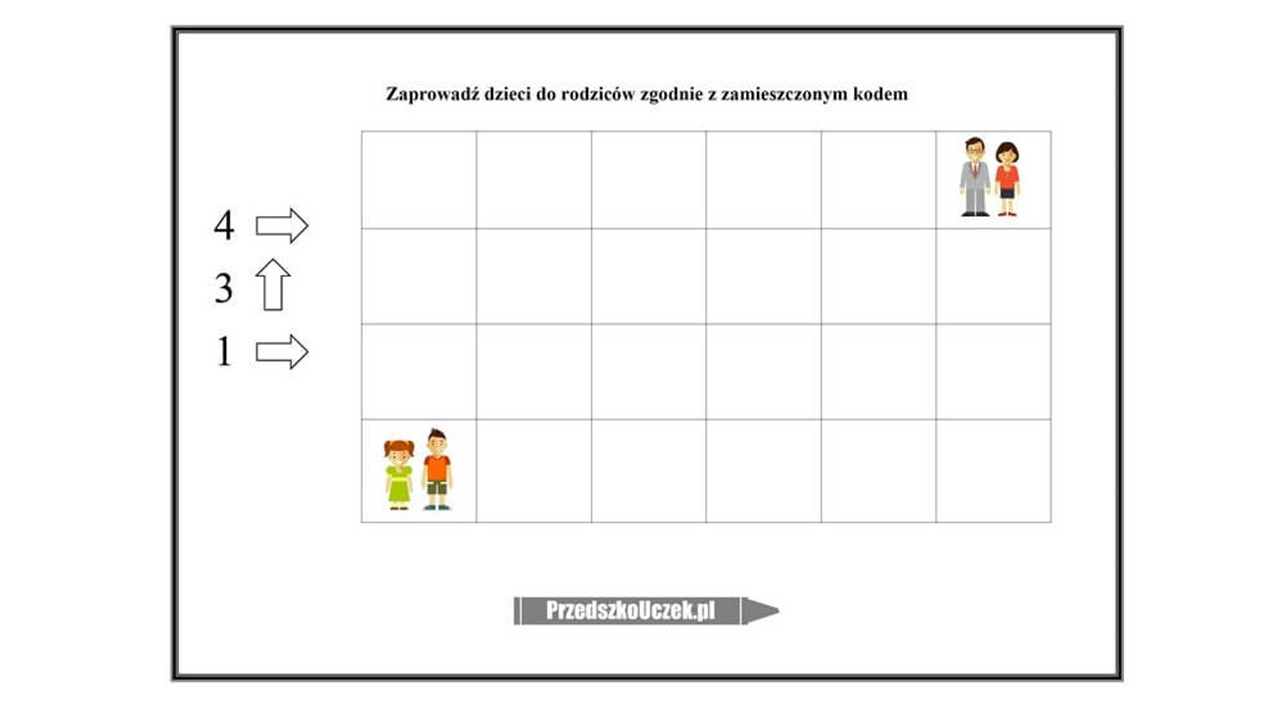 Zaprowadź dzieci do rodziców zgodnie z zamieszczonym kodem
4
3
1
PrzedszkoUczek.pl